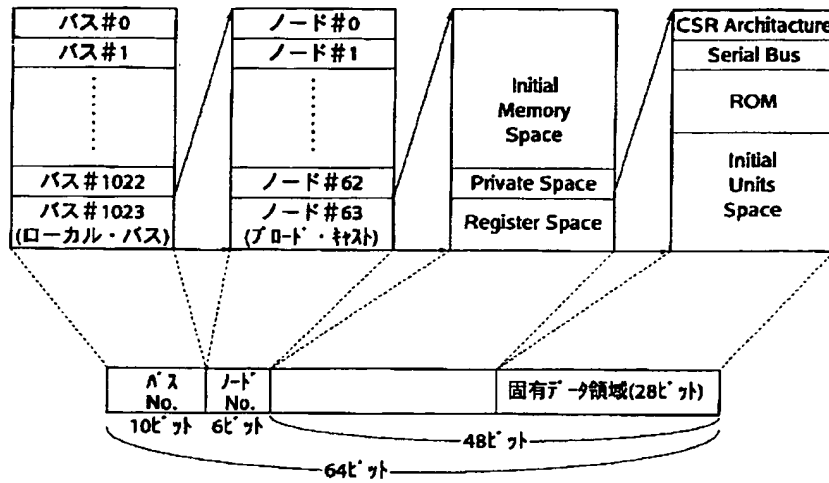 バス#0
バス#1
バス#1022
バス#1023
(ローカル・バス)
ノード#0
ノード#1
ノード#62
ノード#63
(ブロード・キャスト)
Initial
Memory
Space
Private Space
Register Space
CSR Architacture
Serial Bus
ROM
Initial
Units
Space
バス
No.
ノード
No.
固有データ領域(28ビット)
10ビット
6ビット
48ビット
64ビット